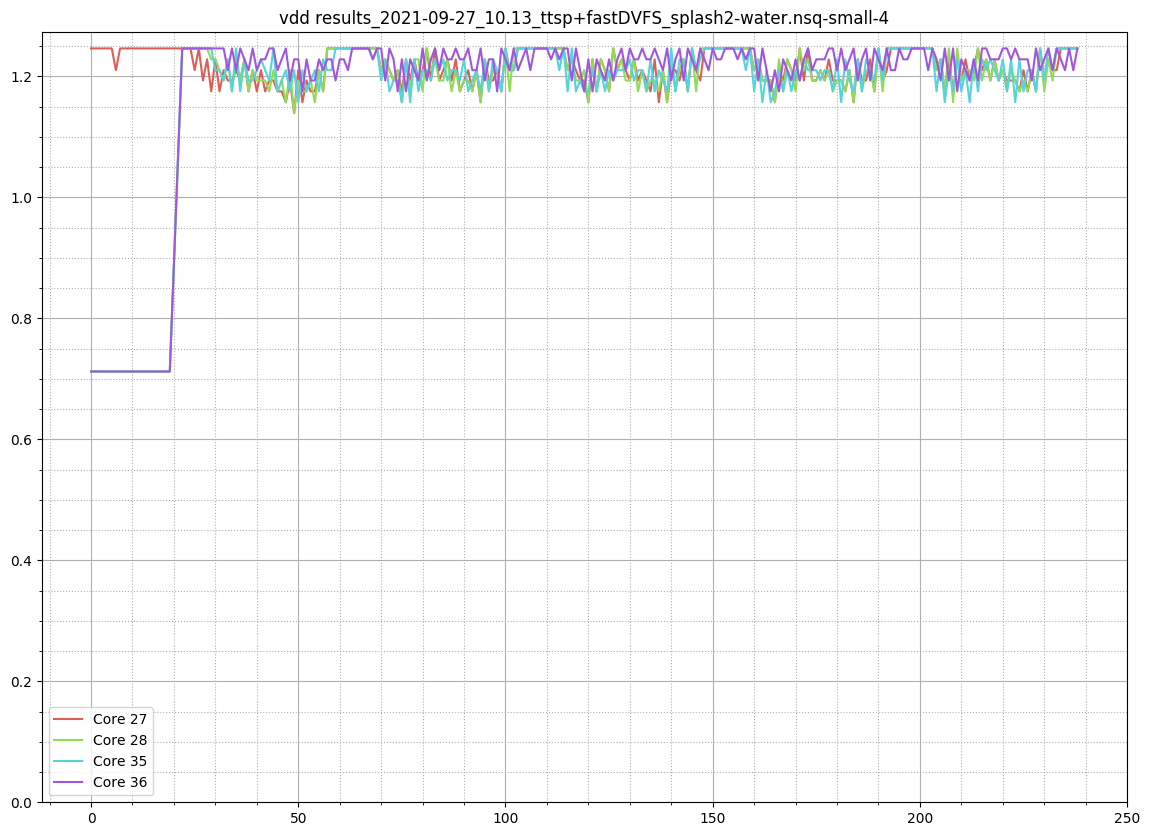 vdd results_2021-09-27_10.13_ttsp+fastDVFS_splash2-water.nsq-small-4
1.2
1.0
0.8
0.6
0.4
0.2
0.0
Core 27
Core 28
Core 35
Core 36
0 50 100 150 200 250